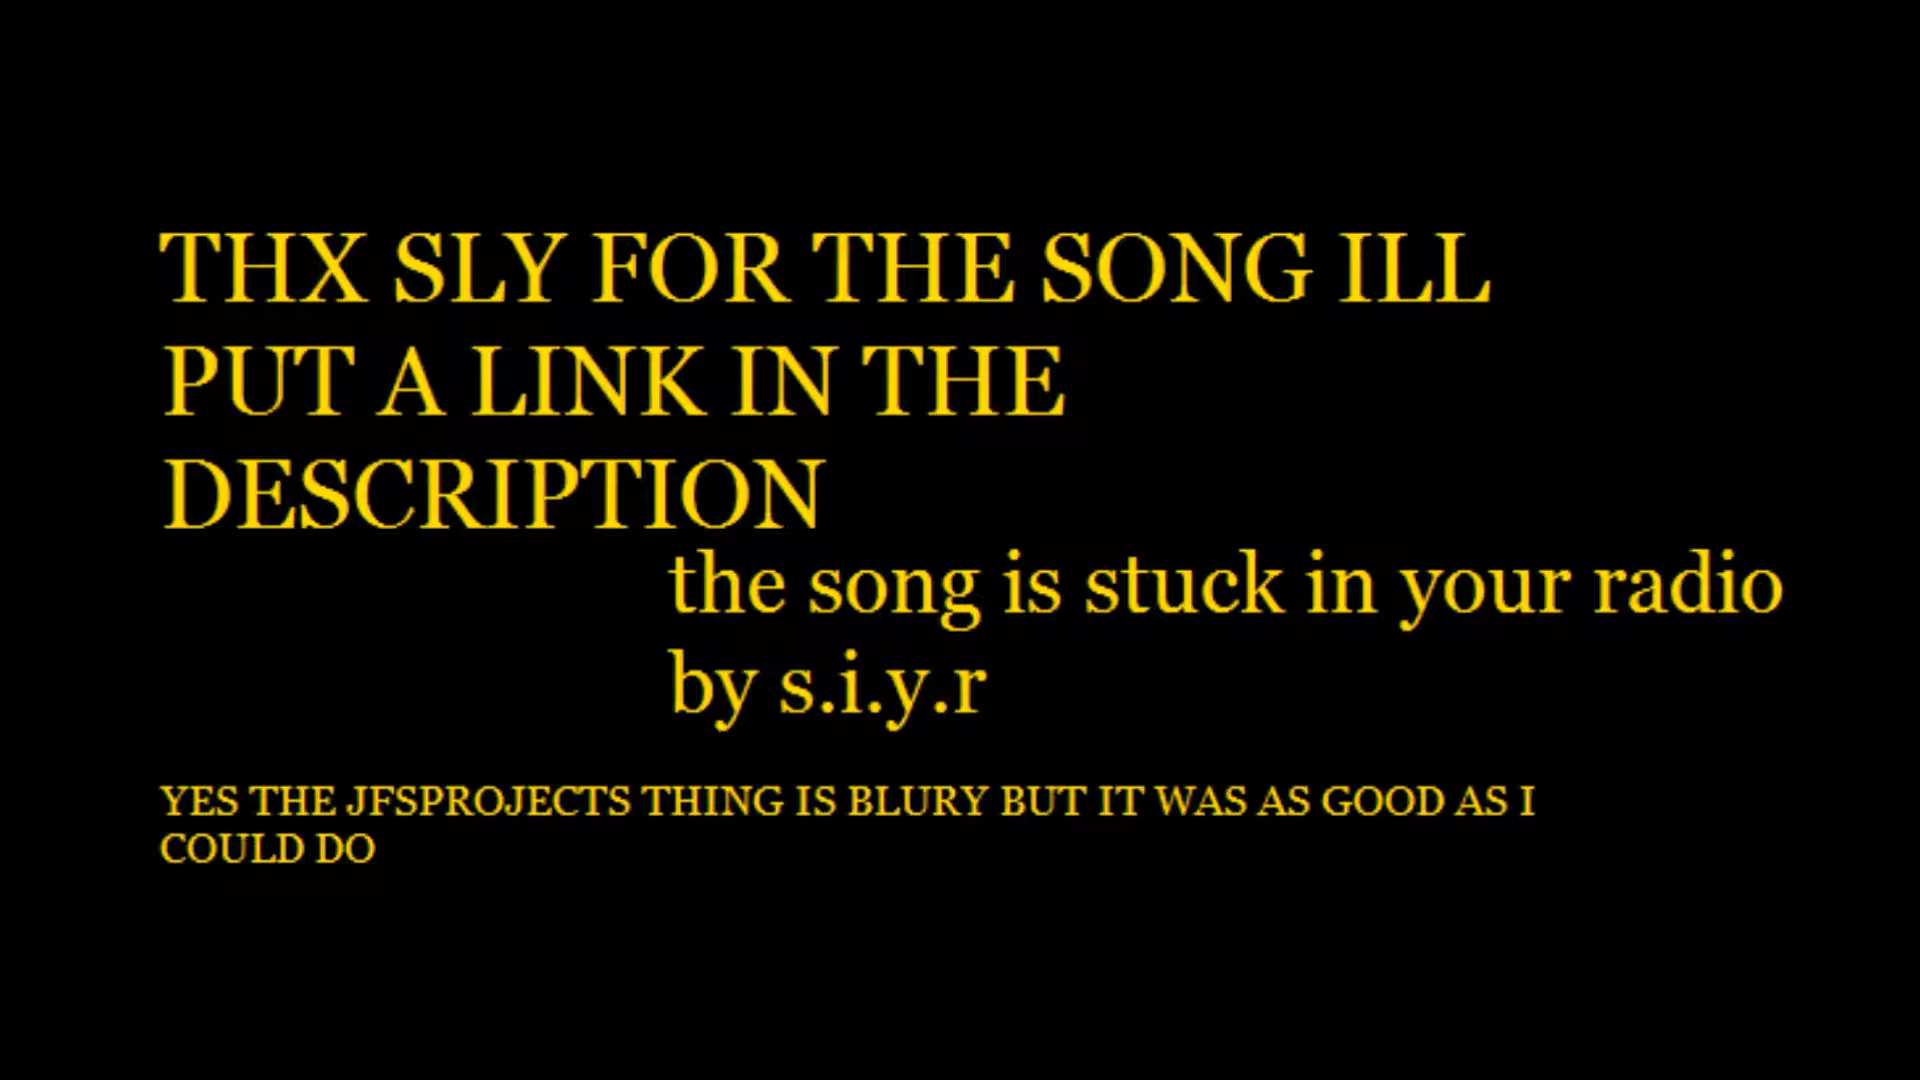 THX SLY FOR THE SONG ILL
PUT A LINK IN THE
DESCRIPTION
the song is stuck in your radio
by s.i.y.r
YES THE JFSPROJECTS THING IS BLURY BUT IT WAS AS GOOD AS I
COULD DO